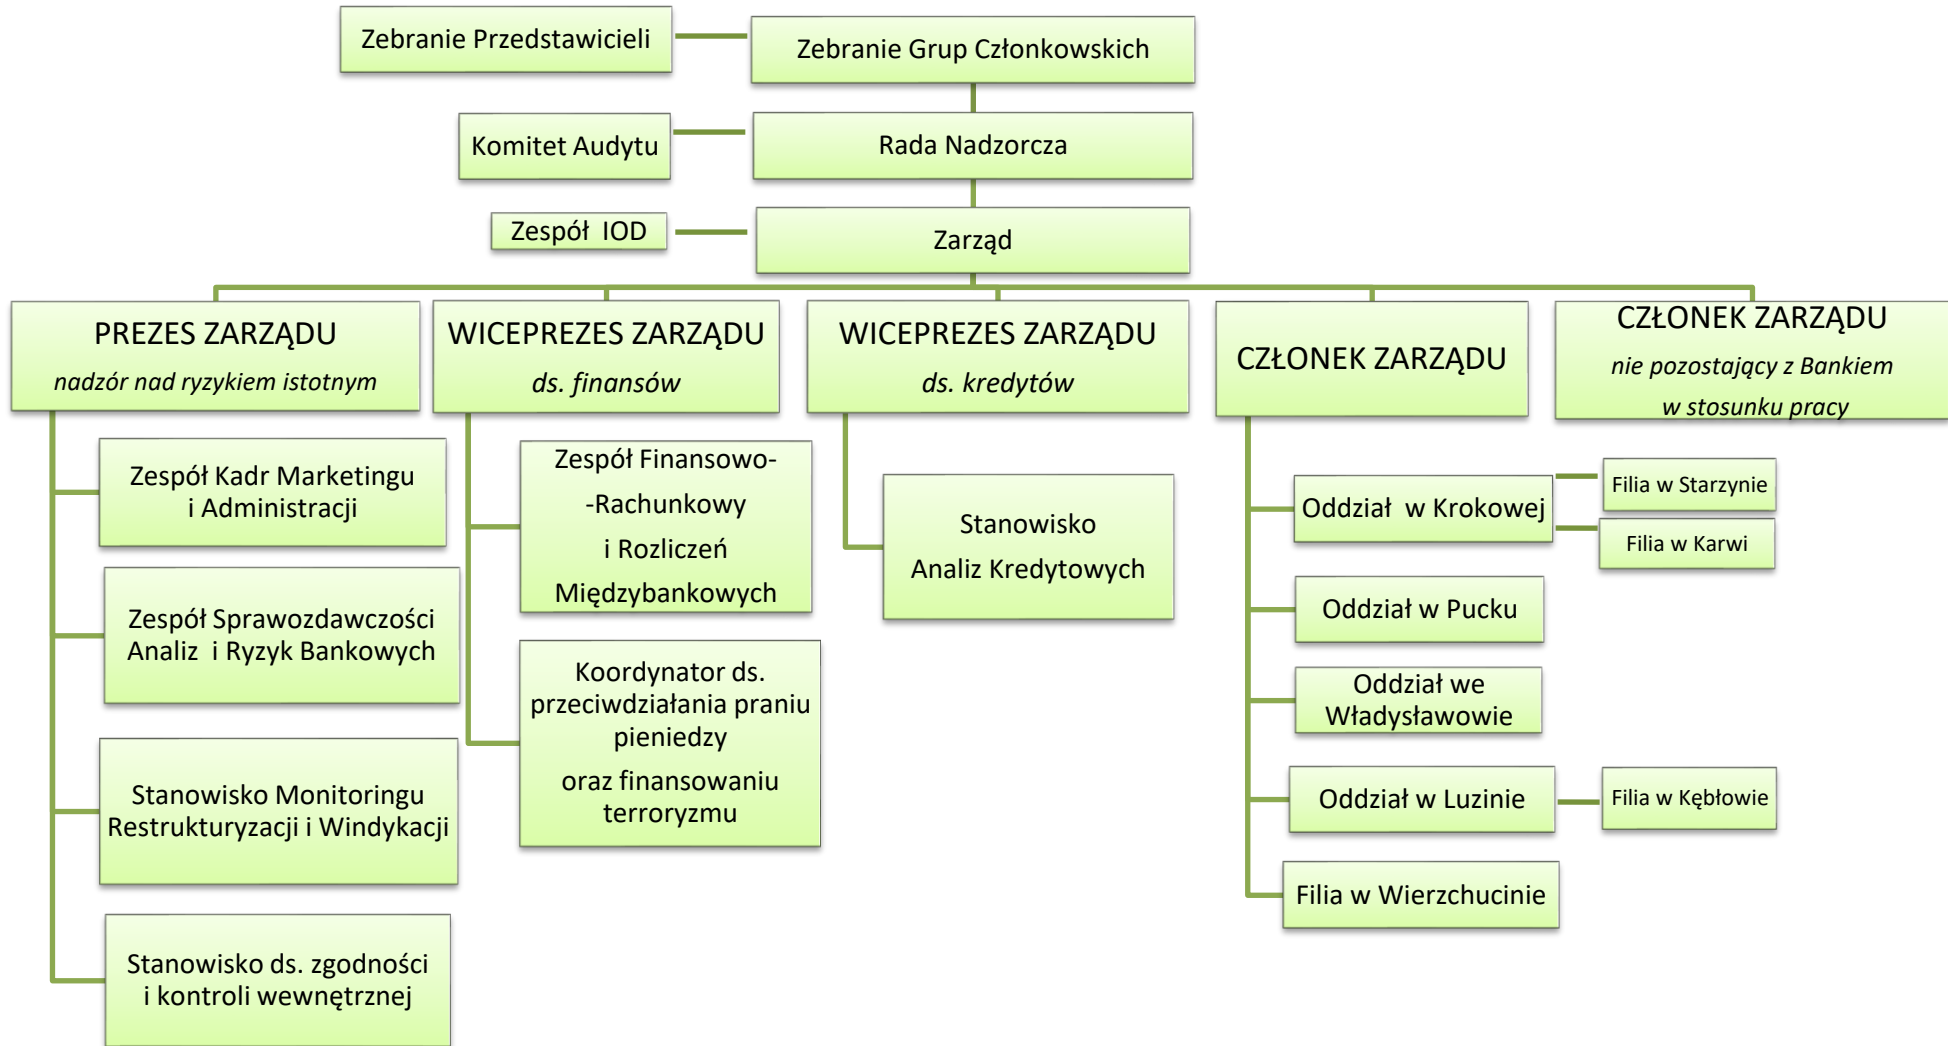 Zebranie Przedstawicieli
Zebranie Grup Członkowskich
Komitet Audytu
Rada Nadzorcza
Zespół IOD
Zarząd
PREZES ZARZĄDU
nadzór nad ryzykiem istotnym
WICEPREZES ZARZĄDU
ds. finansów
WICEPREZES ZARZĄDU
ds. kredytów
CZŁONEK ZARZĄDU
CZŁONEK ZARZĄDU
nie pozostający z Bankiem
w stosunku pracy
Zespół Kadr Marketingu
i Administracji
Zespół Sprawozdawczości
Analiz i Ryzyk Bankowych
Stanowisko Monitoringu
Restrukturyzacji i Windykacji
Stanowisko ds. zgodności
i kontroli wewnętrznej
Zespół Finansowo-
-Rachunkowy
i Rozliczeń
Międzybankowych
Koordynator ds.
przeciwdziałania praniu
pieniedzy
oraz finansowaniu
terroryzmu
Stanowisko
Analiz Kredytowych
Oddział w Krokowej
Filia w Starzynie
Filia w Karwi
Oddział w Pucku
Oddział we
Władysławowie
Oddział w Luzinie
Filia w Kębłowie
Filia w Wierzchucinie